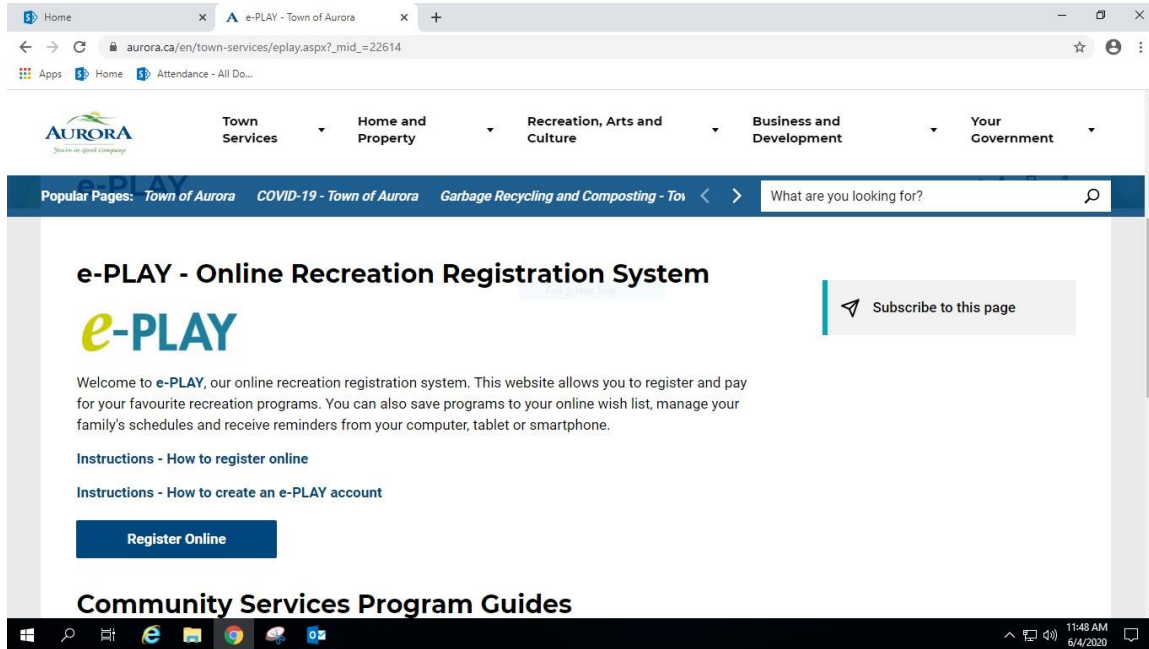 Home
e-PLAY - Town of Aurora
aurora.ca/en/town-services/eplay.aspx?_mid_=22614
Apps
Home
Attendance - All Do...
AURORA
You're in Good Company
Town
Services
Home and
Property
Recreation, Arts and
Culture
Business and
Development
Your
Government
e-PLAY
Popular Pages: Town of Aurora COVID-19 - Town of Aurora Garbage Recycling and Composting - Tov
What are you looking for?
e-PLAY - Online Recreation Registration System
Subscribe to this page
e-PLAY
Welcome to e-PLAY, our online recreation registration system. This website allows you to register and pay
for your favourite recreation programs. You can also save programs to your online wish list, manage your
family's schedules and receive reminders from your computer, tablet or smartphone.
Instructions - How to register online
Instructions - How to create an e-PLAY account
Register Online
Community Services Program Guides
11:48 AM
6/4/2020